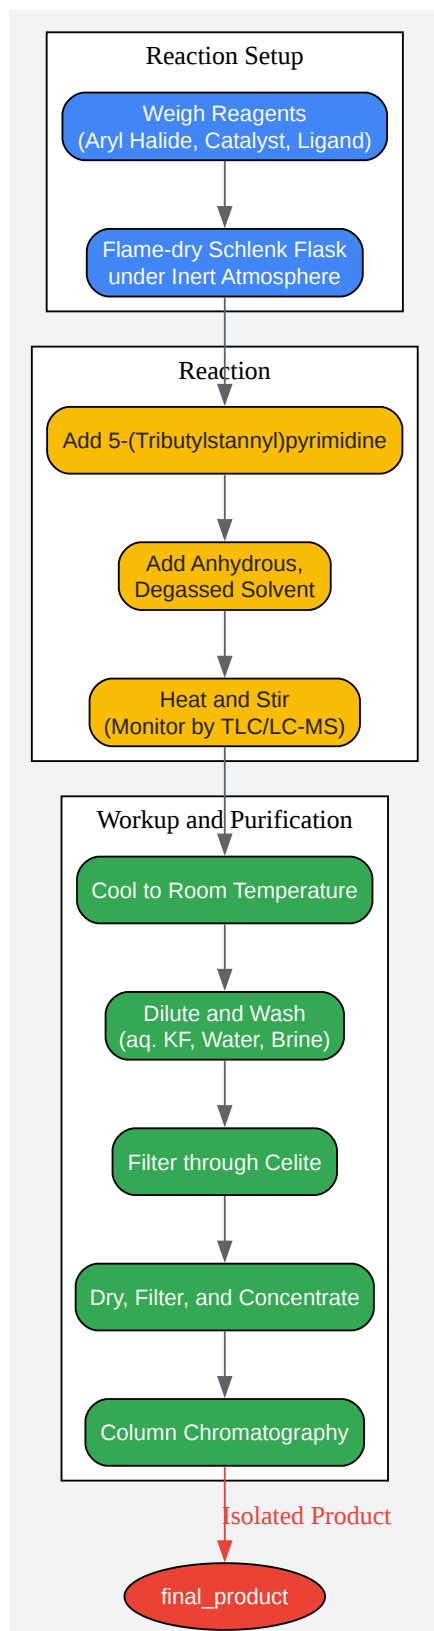 Reaction Setup
Weigh Reagents
(Aryl Halide, Catalyst, Ligand)
Flame-dry Schlenk Flask
under Inert Atmosphere
Reaction
Add 5-(Tributylstannyl)pyrimidine
Add Anhydrous,
Degassed Solvent
Heat and Stir
(Monitor by TLC/LC-MS)
Workup and Purification
Cool to Room Temperature
Dilute and Wash
(aq. KF, Water, Brine)
Filter through Celite
Dry, Filter, and Concentrate
Column Chromatography
Isolated Product
final_product